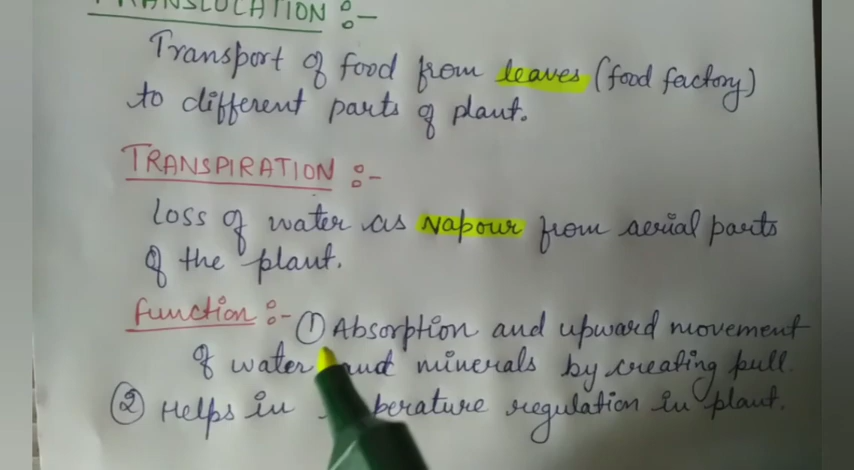 TRANSLOCATION :-
Transport of food from leaves (food factory)
to different parts of plant.
TRANSPIRATION :-
Loss of water as vapour from aerial parts
of the plant.
Function :- ① Absorption and upward movement
of water and minerals by creating pull.
② Helps in regulation in plant.